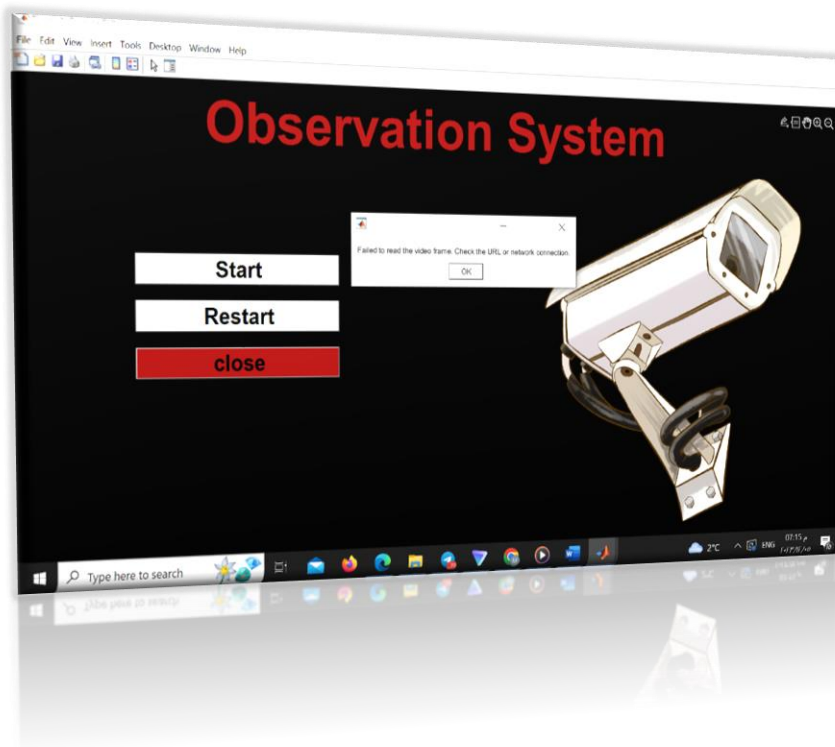 File Edit View Insert Tools Desktop Window Help
Observation System
Failed to read the video frame. Check the URL or network connection.
OK
Start
Restart
close
Type here to search
2°C
ENG
07:15 م